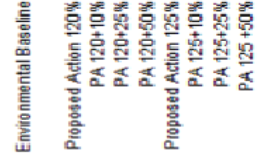 Environmental Baseline
Proposed Action 120%
PA 120+10%
PA 120+25%
PA 120+50%
Proposed Action 125%
PA 125+10%
PA 125+25%
PA 125 +50%